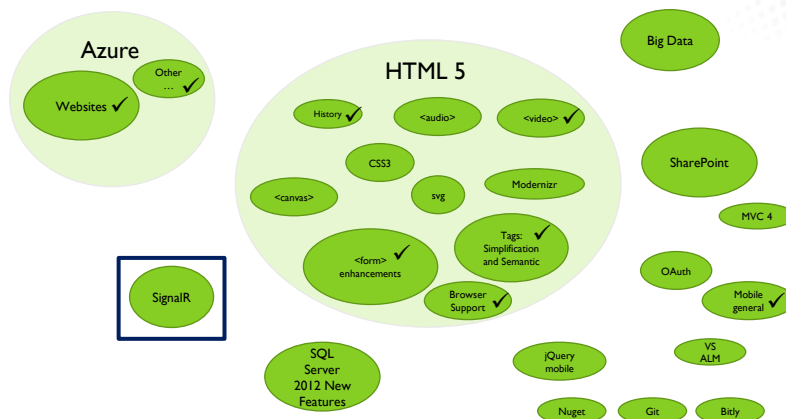 Azure
Other
… ✓
Websites ✓
HTML 5
History ✓
<audio>
<video> ✓
CSS3
<canvas>
svg
Modernizr
<form> ✓
enhancements
Tags: ✓
Simplification
and Semantic
Browser
Support ✓
Big Data
SharePoint
MVC 4
OAuth
Mobile
general ✓
SignalR
SQL
Server
2012 New
Features
jQuery
mobile
VS
ALM
Nuget
Git
Bitly